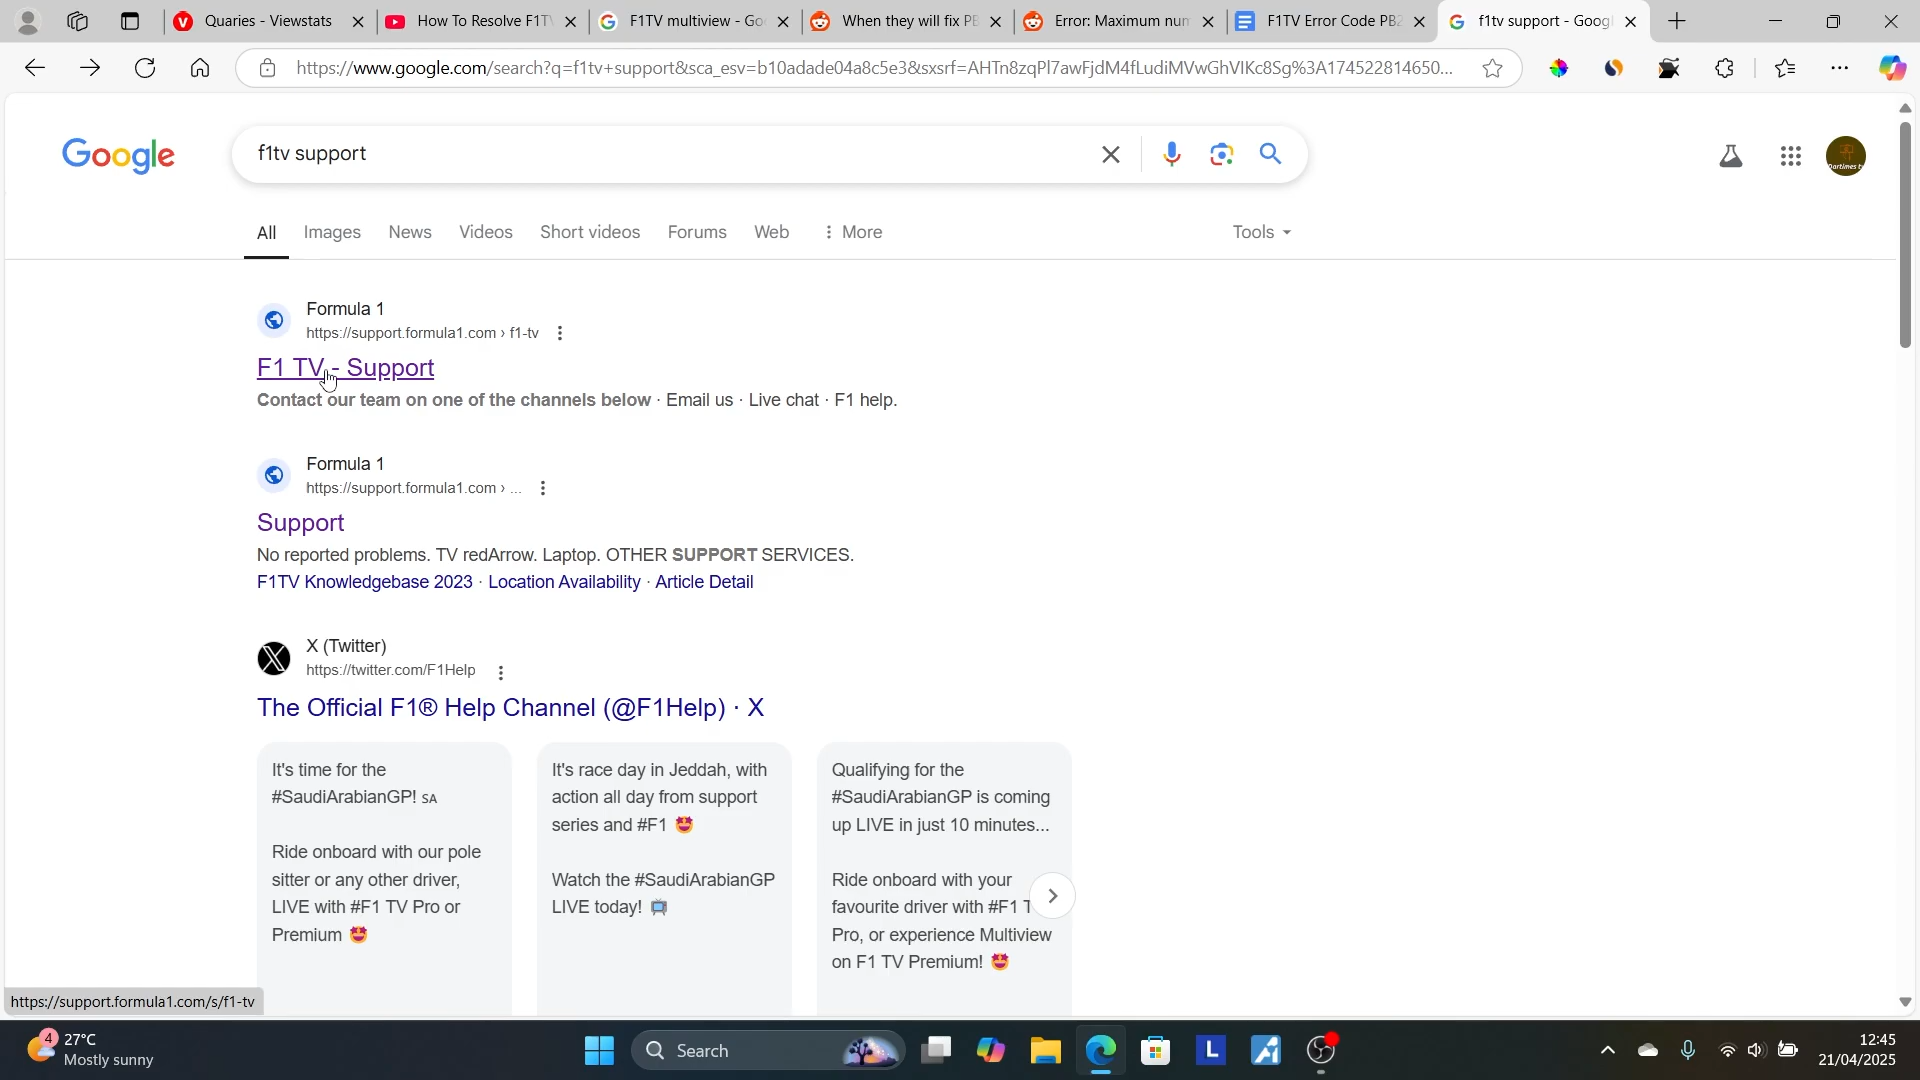 Quaries - Viewstats
How To Resolve F1T
F1TV multiview - Go
When they will fix P
Error: Maximum num
F1TV Error Code PB2
f1tv support - Googl
https://www.google.com/search?q=f1tv+support&sca_esv=b10adade04a8c5e3&sxsrf=AHTn8zqPl7awFjdM4fLudiMVwGhVIKc8Sg%3A174522814650...
Google
f1tv support
All
Images
News
Videos
Short videos
Forums
Web
More
Tools
Formula 1
https://support.formula1.com › f1-tv
F1 TV - Support
Contact our team on one of the channels below · Email us · Live chat · F1 help.
Formula 1
https://support.formula1.com › ...
Support
No reported problems. TV redArrow. Laptop. OTHER SUPPORT SERVICES.
F1TV Knowledgebase 2023 · Location Availability · Article Detail
X (Twitter)
https://twitter.com/F1Help
The Official F1® Help Channel (@F1Help) · X
It's time for the
#SaudiArabianGP! SA
Ride onboard with our pole
sitter or any other driver,
LIVE with #F1 TV Pro or
Premium 🤩
It's race day in Jeddah, with
action all day from support
series and #F1 🤩
Watch the #SaudiArabianGP
LIVE today! 📺
Qualifying for the
#SaudiArabianGP is coming
up LIVE in just 10 minutes...
Ride onboard with your
favourite driver with #F1 T
Pro, or experience Multiview
on F1 TV Premium! 🤩
https://support.formula1.com/s/f1-tv
4
27°C
Mostly sunny
Search
L
12:45
21/04/2025